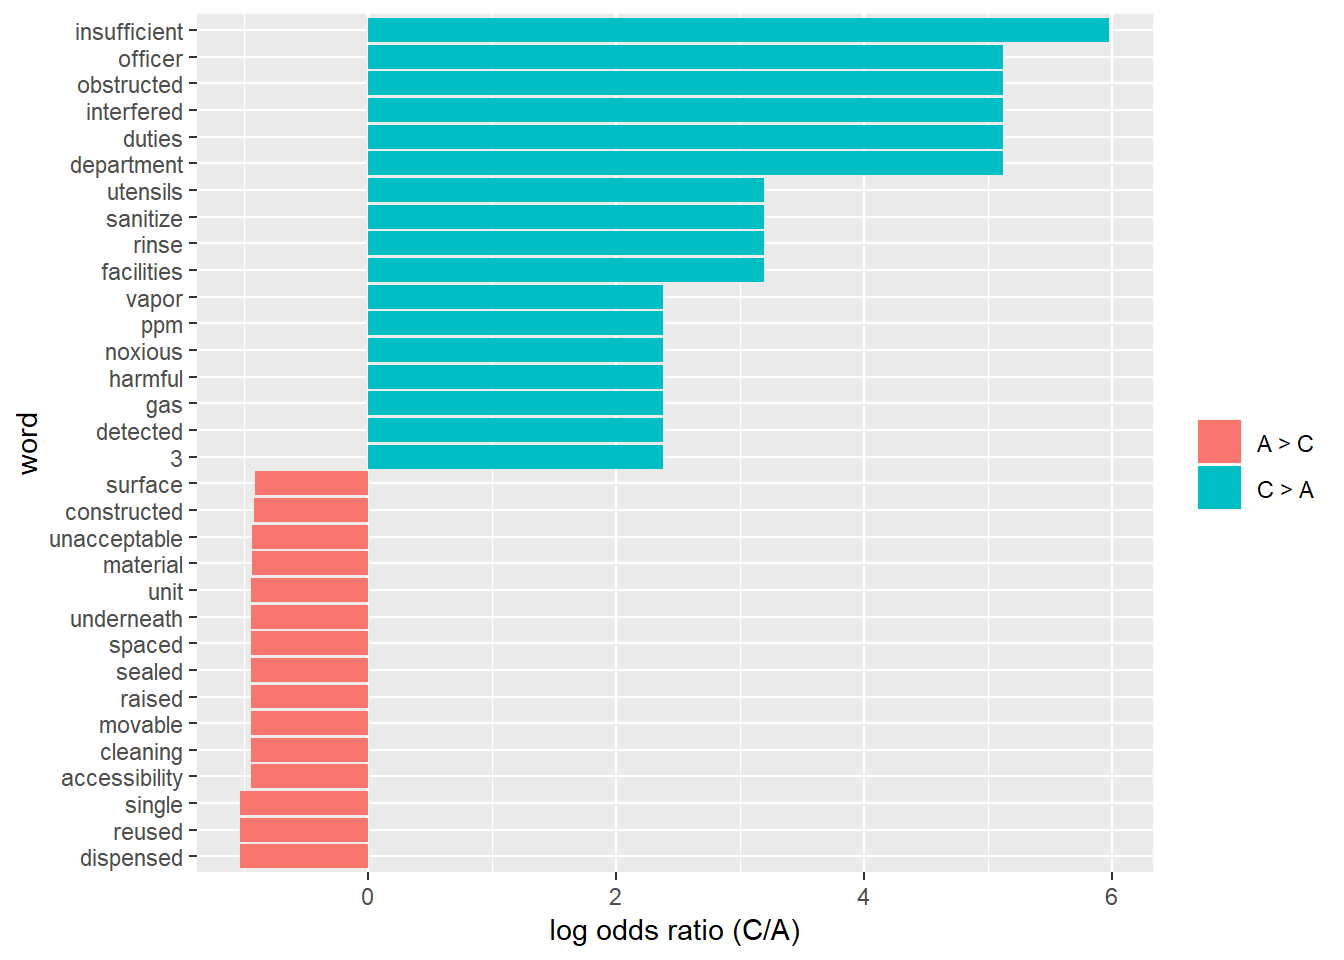 insufficient
officer
obstructed
interfered
duties
department
utensils
sanitize
rinse
facilities
vapor
ppm
noxious
harmful
gas
detected
3
surface
constructed
unacceptable
material
unit
underneath
spaced
sealed
raised
movable
cleaning
accessibility
single
reused
dispensed
word
0 2 4 6
log odds ratio (C/A)
A > C
C > A